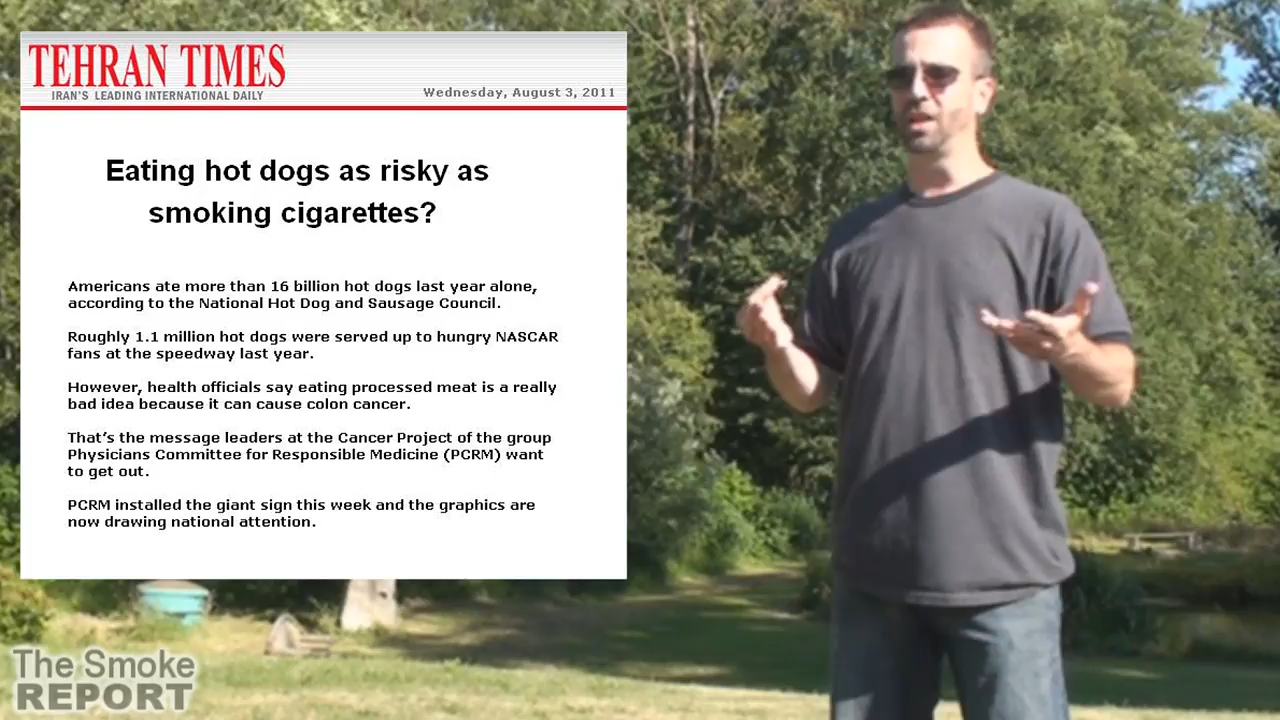 TEHRAN TIMES
IRAN'S LEADING INTERNATIONAL DAILY
Wednesday, August 3, 2011
Eating hot dogs as risky as
smoking cigarettes?
Americans ate more than 16 billion hot dogs last year alone,
according to the National Hot Dog and Sausage Council.
Roughly 1.1 million hot dogs were served up to hungry NASCAR
fans at the speedway last year.
However, health officials say eating processed meat is a really
bad idea because it can cause colon cancer.
That's the message leaders at the Cancer Project of the group
Physicians Committee for Responsible Medicine (PCRM) want
to get out.
PCRM installed the giant sign this week and the graphics are
now drawing national attention.
The Smoke
REPORT